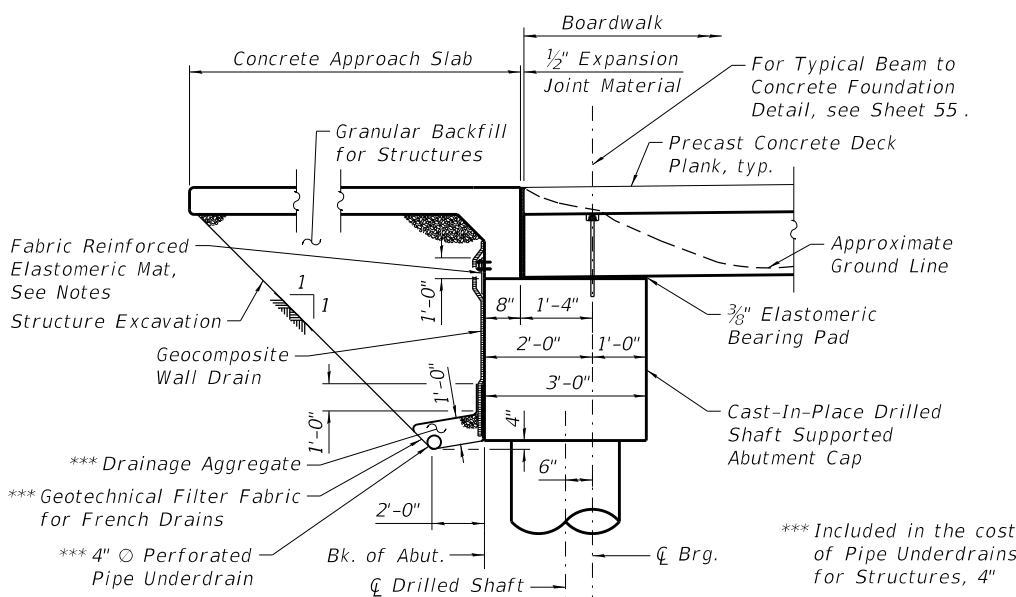 Boardwalk
Concrete Approach Slab
½" Expansion
Joint Material
For Typical Beam to
Concrete Foundation
Detail, see Sheet 55 .
Granular Backfill
for Structures
Precast Concrete Deck
Plank, typ.
Fabric Reinforced
Elastomeric Mat,
See Notes
Structure Excavation
1
1
1'-0"
Approximate
Ground Line
8"
1'-4"
⅜" Elastomeric
Bearing Pad
Geocomposite
Wall Drain
2'-0"
1'-0"
3'-0"
1'-0"
1'-0"
4"
Cast-In-Place Drilled
Shaft Supported
Abutment Cap
*** Drainage Aggregate
6"
*** Geotechnical Filter Fabric
for French Drains
2'-0"
*** 4" ∅ Perforated
Pipe Underdrain
Bk. of Abut.
℄ Brg.
℄ Drilled Shaft
*** Included in the cost
of Pipe Underdrains
for Structures, 4"